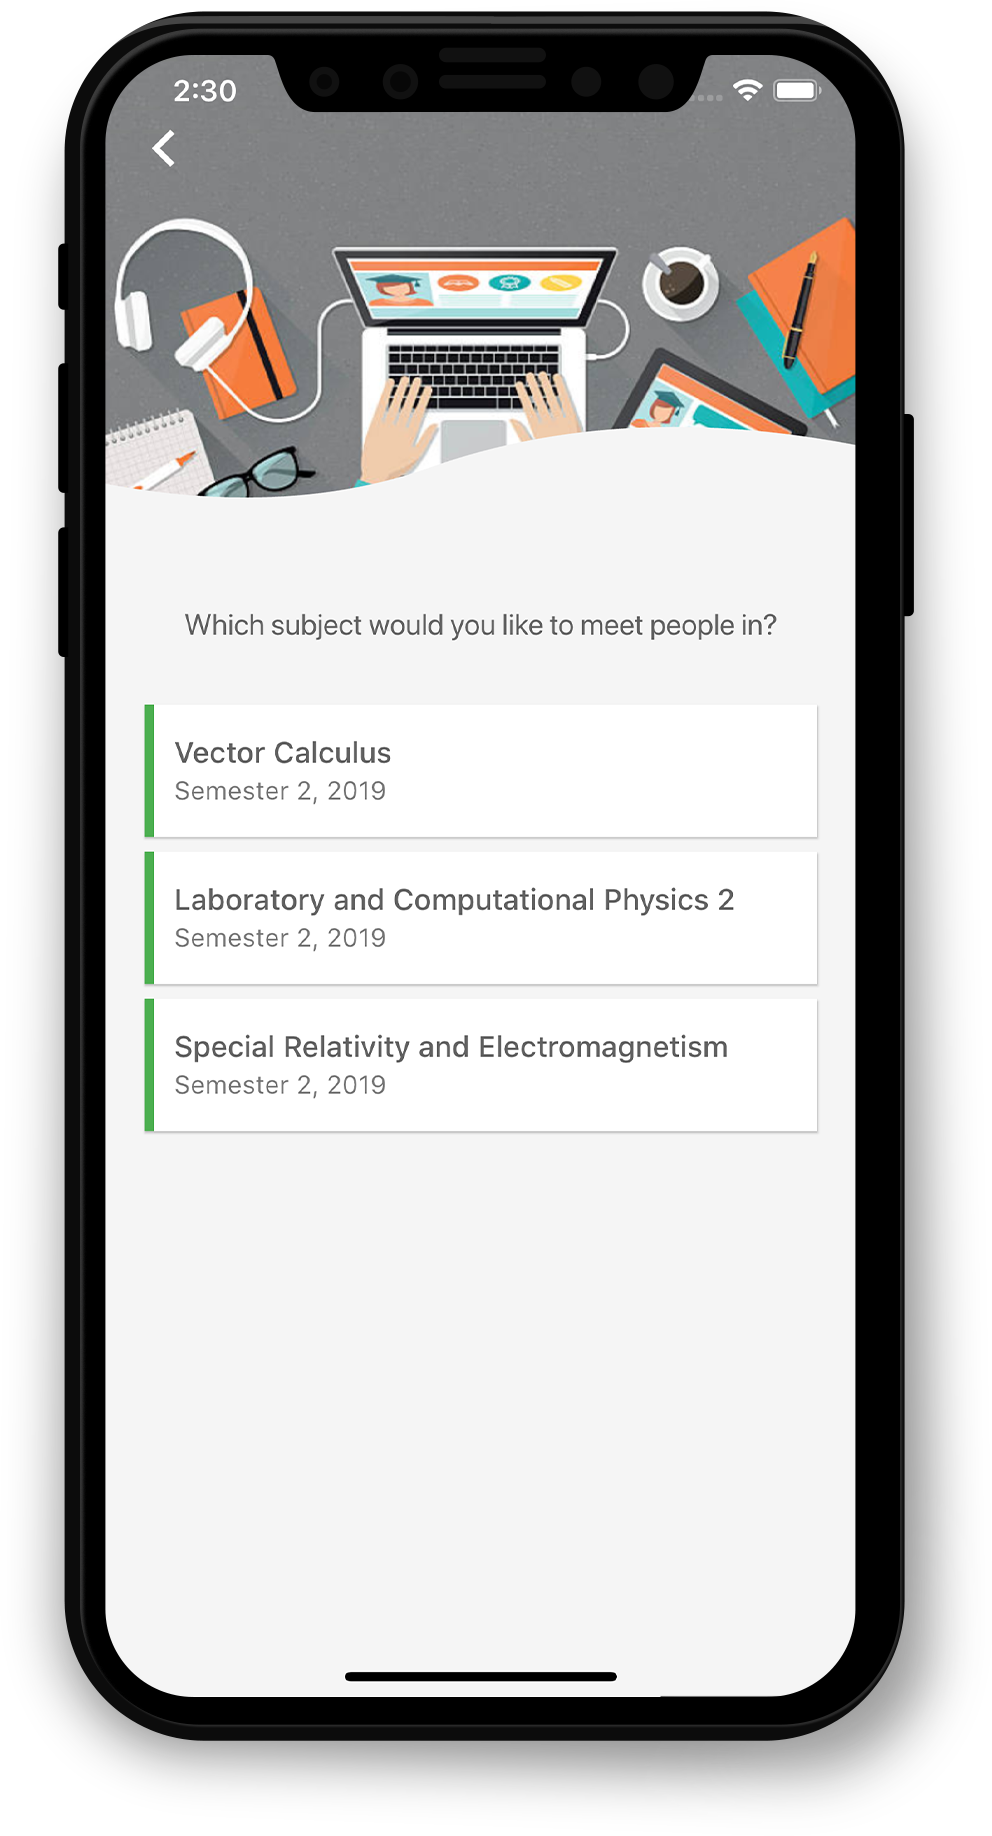 2:30
Which subject would you like to meet people in?
Vector Calculus
Semester 2, 2019
Laboratory and Computational Physics 2
Semester 2, 2019
Special Relativity and Electromagnetism
Semester 2, 2019